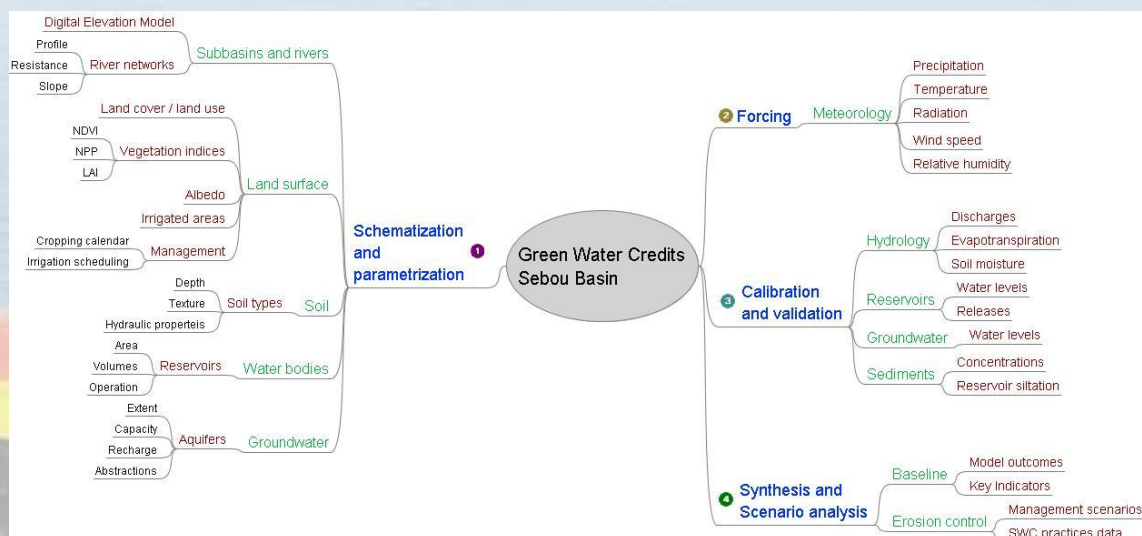 Green Water Credits
Sebou Basin
1
Schematization
and
parametrization
Subbasins and rivers
Digital Elevation Model
River networks
Profile
Resistance
Slope
Land surface
Land cover / land use
Vegetation indices
NDVI
NPP
LAI
Albedo
Irrigated areas
Management
Cropping calendar
Irrigation scheduling
Soil
Soil types
Depth
Texture
Hydraulic properteis
Water bodies
Reservoirs
Area
Volumes
Operation
Groundwater
Aquifers
Extent
Capacity
Recharge
Abstractions
2
Forcing
Meteorology
Precipitation
Temperature
Radiation
Wind speed
Relative humidity
3
Calibration
and validation
Hydrology
Discharges
Evapotranspiration
Soil moisture
Reservoirs
Water levels
Releases
Groundwater
Water levels
Sediments
Concentrations
Reservoir siltation
4
Synthesis and
Scenario analysis
Baseline
Model outcomes
Key Indicators
Erosion control
Management scenarios
SWC practices data